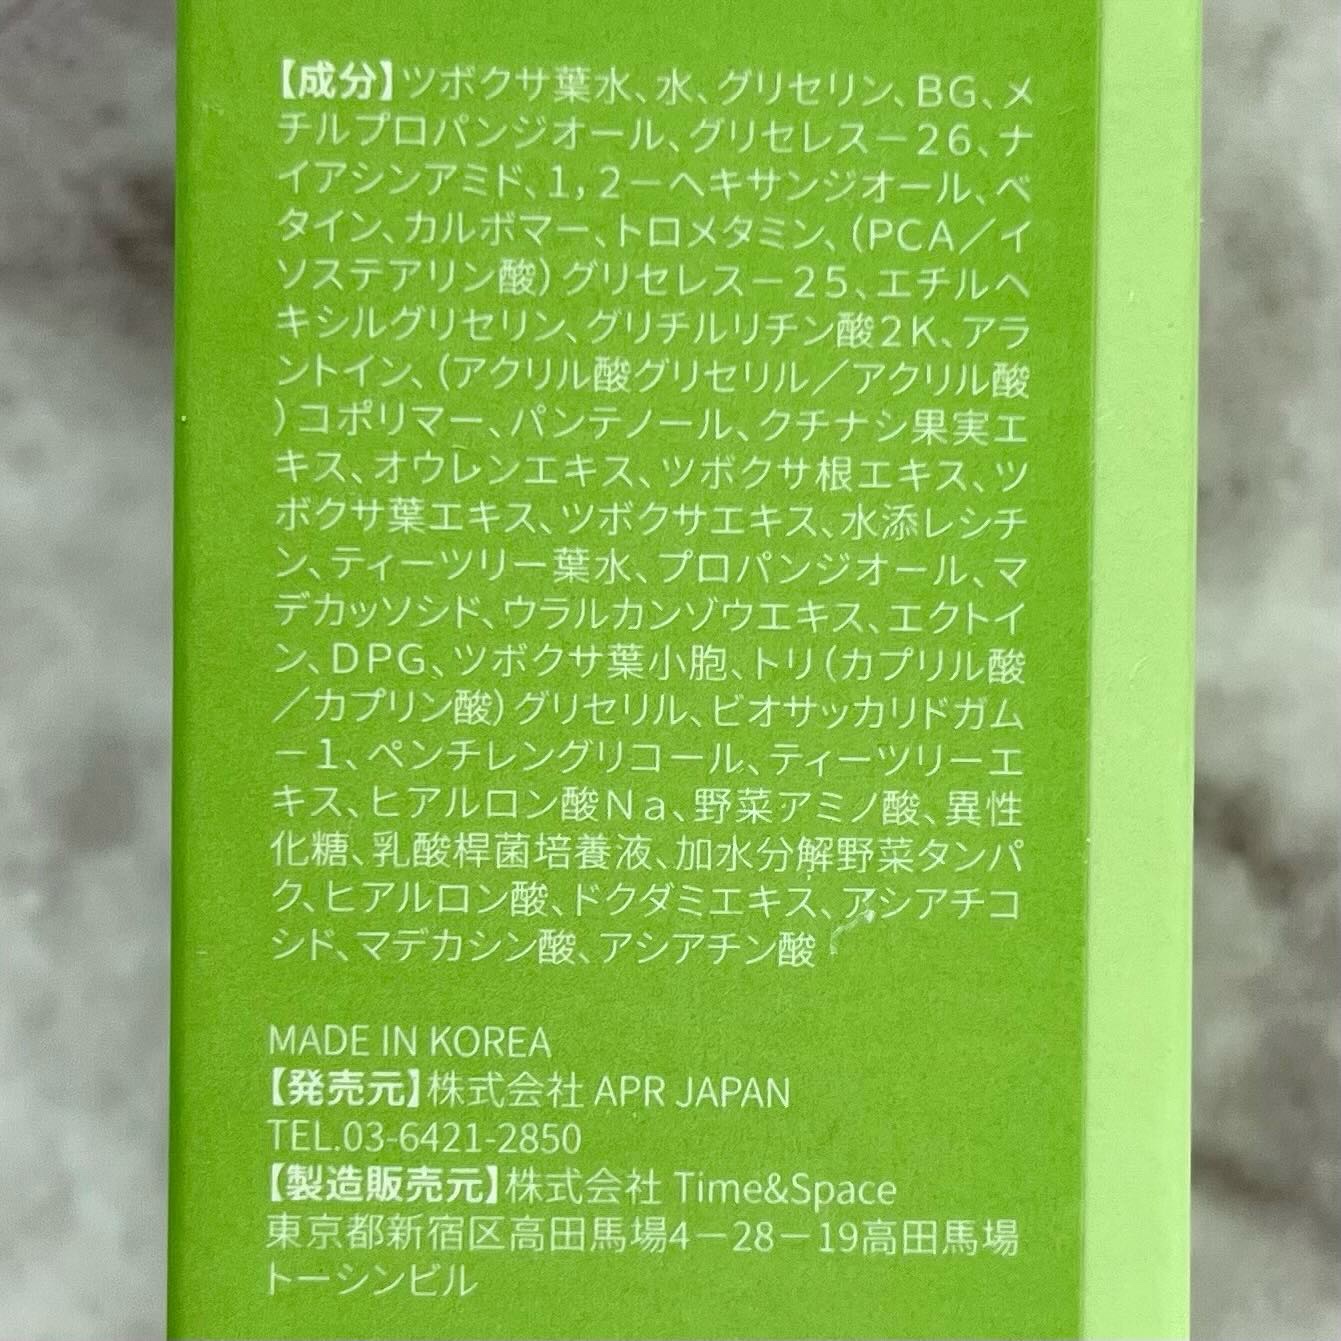 【成分】ツボクサ葉水、水、グリセリン、BG、メ
チルプロパンジオール、グリセレス－26、ナ
イアシンアミド、1，2－ヘキサンジオール、ベ
タイン、カルボマー、トロメタミン、（PCA／イ
ソステアリン酸）グリセレス－25、エチルヘ
キシルグリセリン、グリチルリチン酸2K、アラ
ントイン、（アクリル酸グリセリル／アクリル酸
）コポリマー、パンテノール、クチナシ果実エ
キス、オウレンエキス、ツボクサ根エキス、ツ
ボクサ葉エキス、ツボクサエキス、水添レシチ
ン、ティーツリー葉水、プロパンジオール、マ
デカッソシド、ウラルカンゾウエキス、エクトイ
ン、DPG、ツボクサ葉小胞、トリ（カプリル酸
／カプリン酸）グリセリル、ビオサッカリドガム
－1、ペンチレングリコール、ティーツリーエ
キス、ヒアルロン酸Na、野菜アミノ酸、異性
化糖、乳酸桿菌培養液、加水分解野菜タンパ
ク、ヒアルロン酸、ドクダミエキス、アシアチコ
シド、マデカシン酸、アシアチン酸
MADE IN KOREA
【発売元】株式会社 APR JAPAN
TEL.03-6421-2850
【製造販売元】株式会社 Time&Space
東京都新宿区高田馬場4－28－19高田馬場
トーシンビル